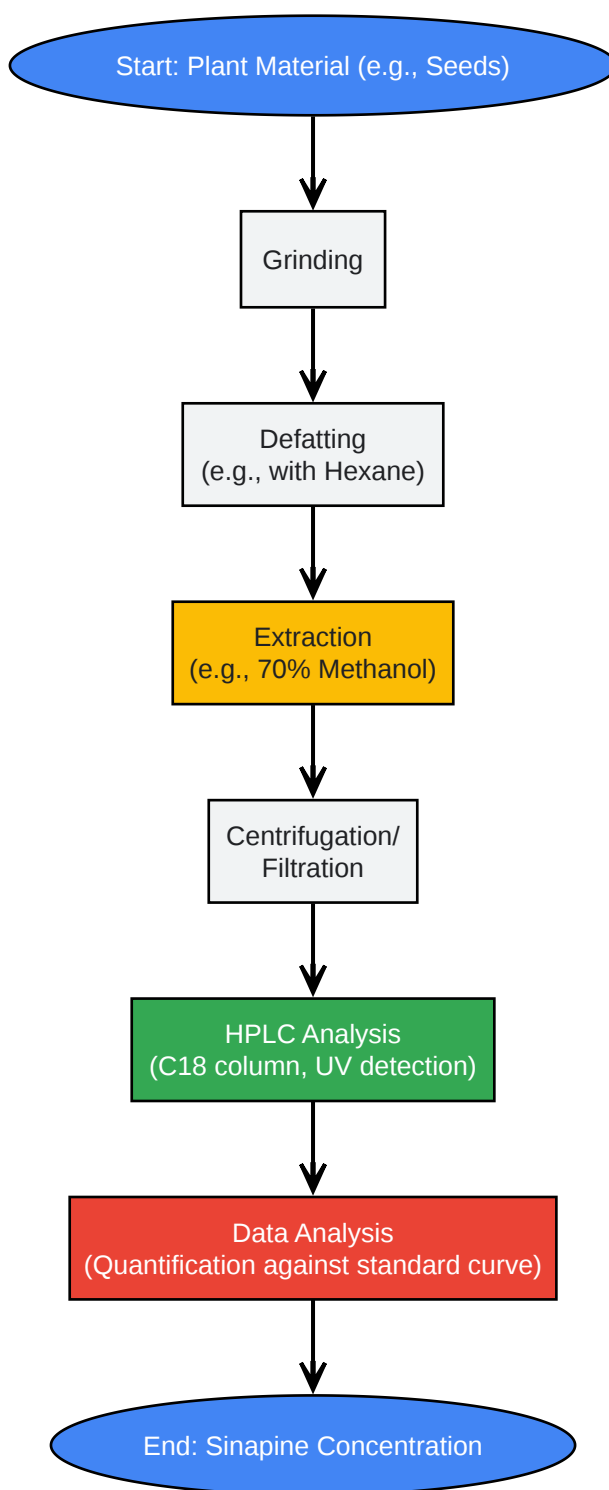 Start: Plant Material (e.g., Seeds)
Grinding
Defatting
(e.g., with Hexane)
Extraction
(e.g., 70% Methanol)
Centrifugation/
Filtration
HPLC Analysis
(C18 column, UV detection)
Data Analysis
(Quantification against standard curve)
End: Sinapine Concentration